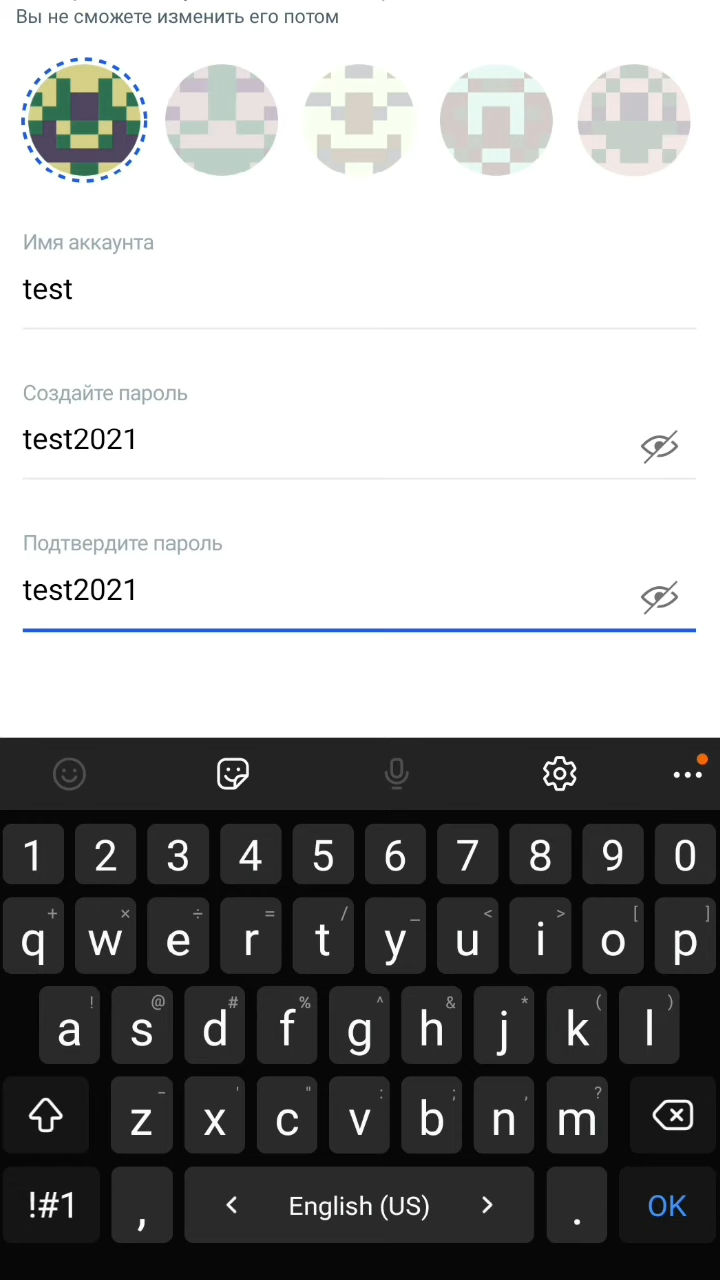 Вы не сможете изменить его потом
Имя аккаунта
test
Создайте пароль
test2021
Подтвердите пароль
test2021
1 2 3 4 5 6 7 8 9 0
+ × ÷ = / _ < > [ ]
q w e r t y u i o p
! @ # % ^ & * ( )
a s d f g h j k l
- ' " : ; , ?
z x c v b n m
!#1 , < English (US) > . OK